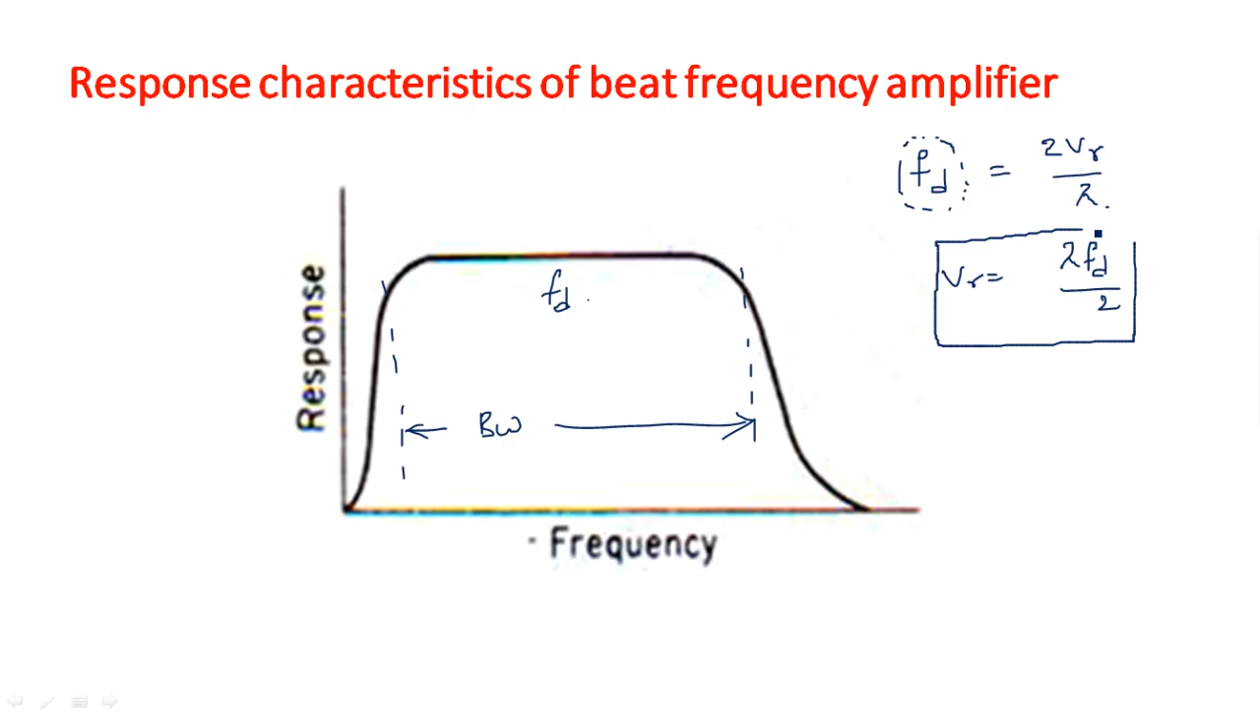 Response characteristics of beat frequency amplifier
fd = 2Vr/λ.
Vr = λfd/2
Response
fd .
BW
- Frequency